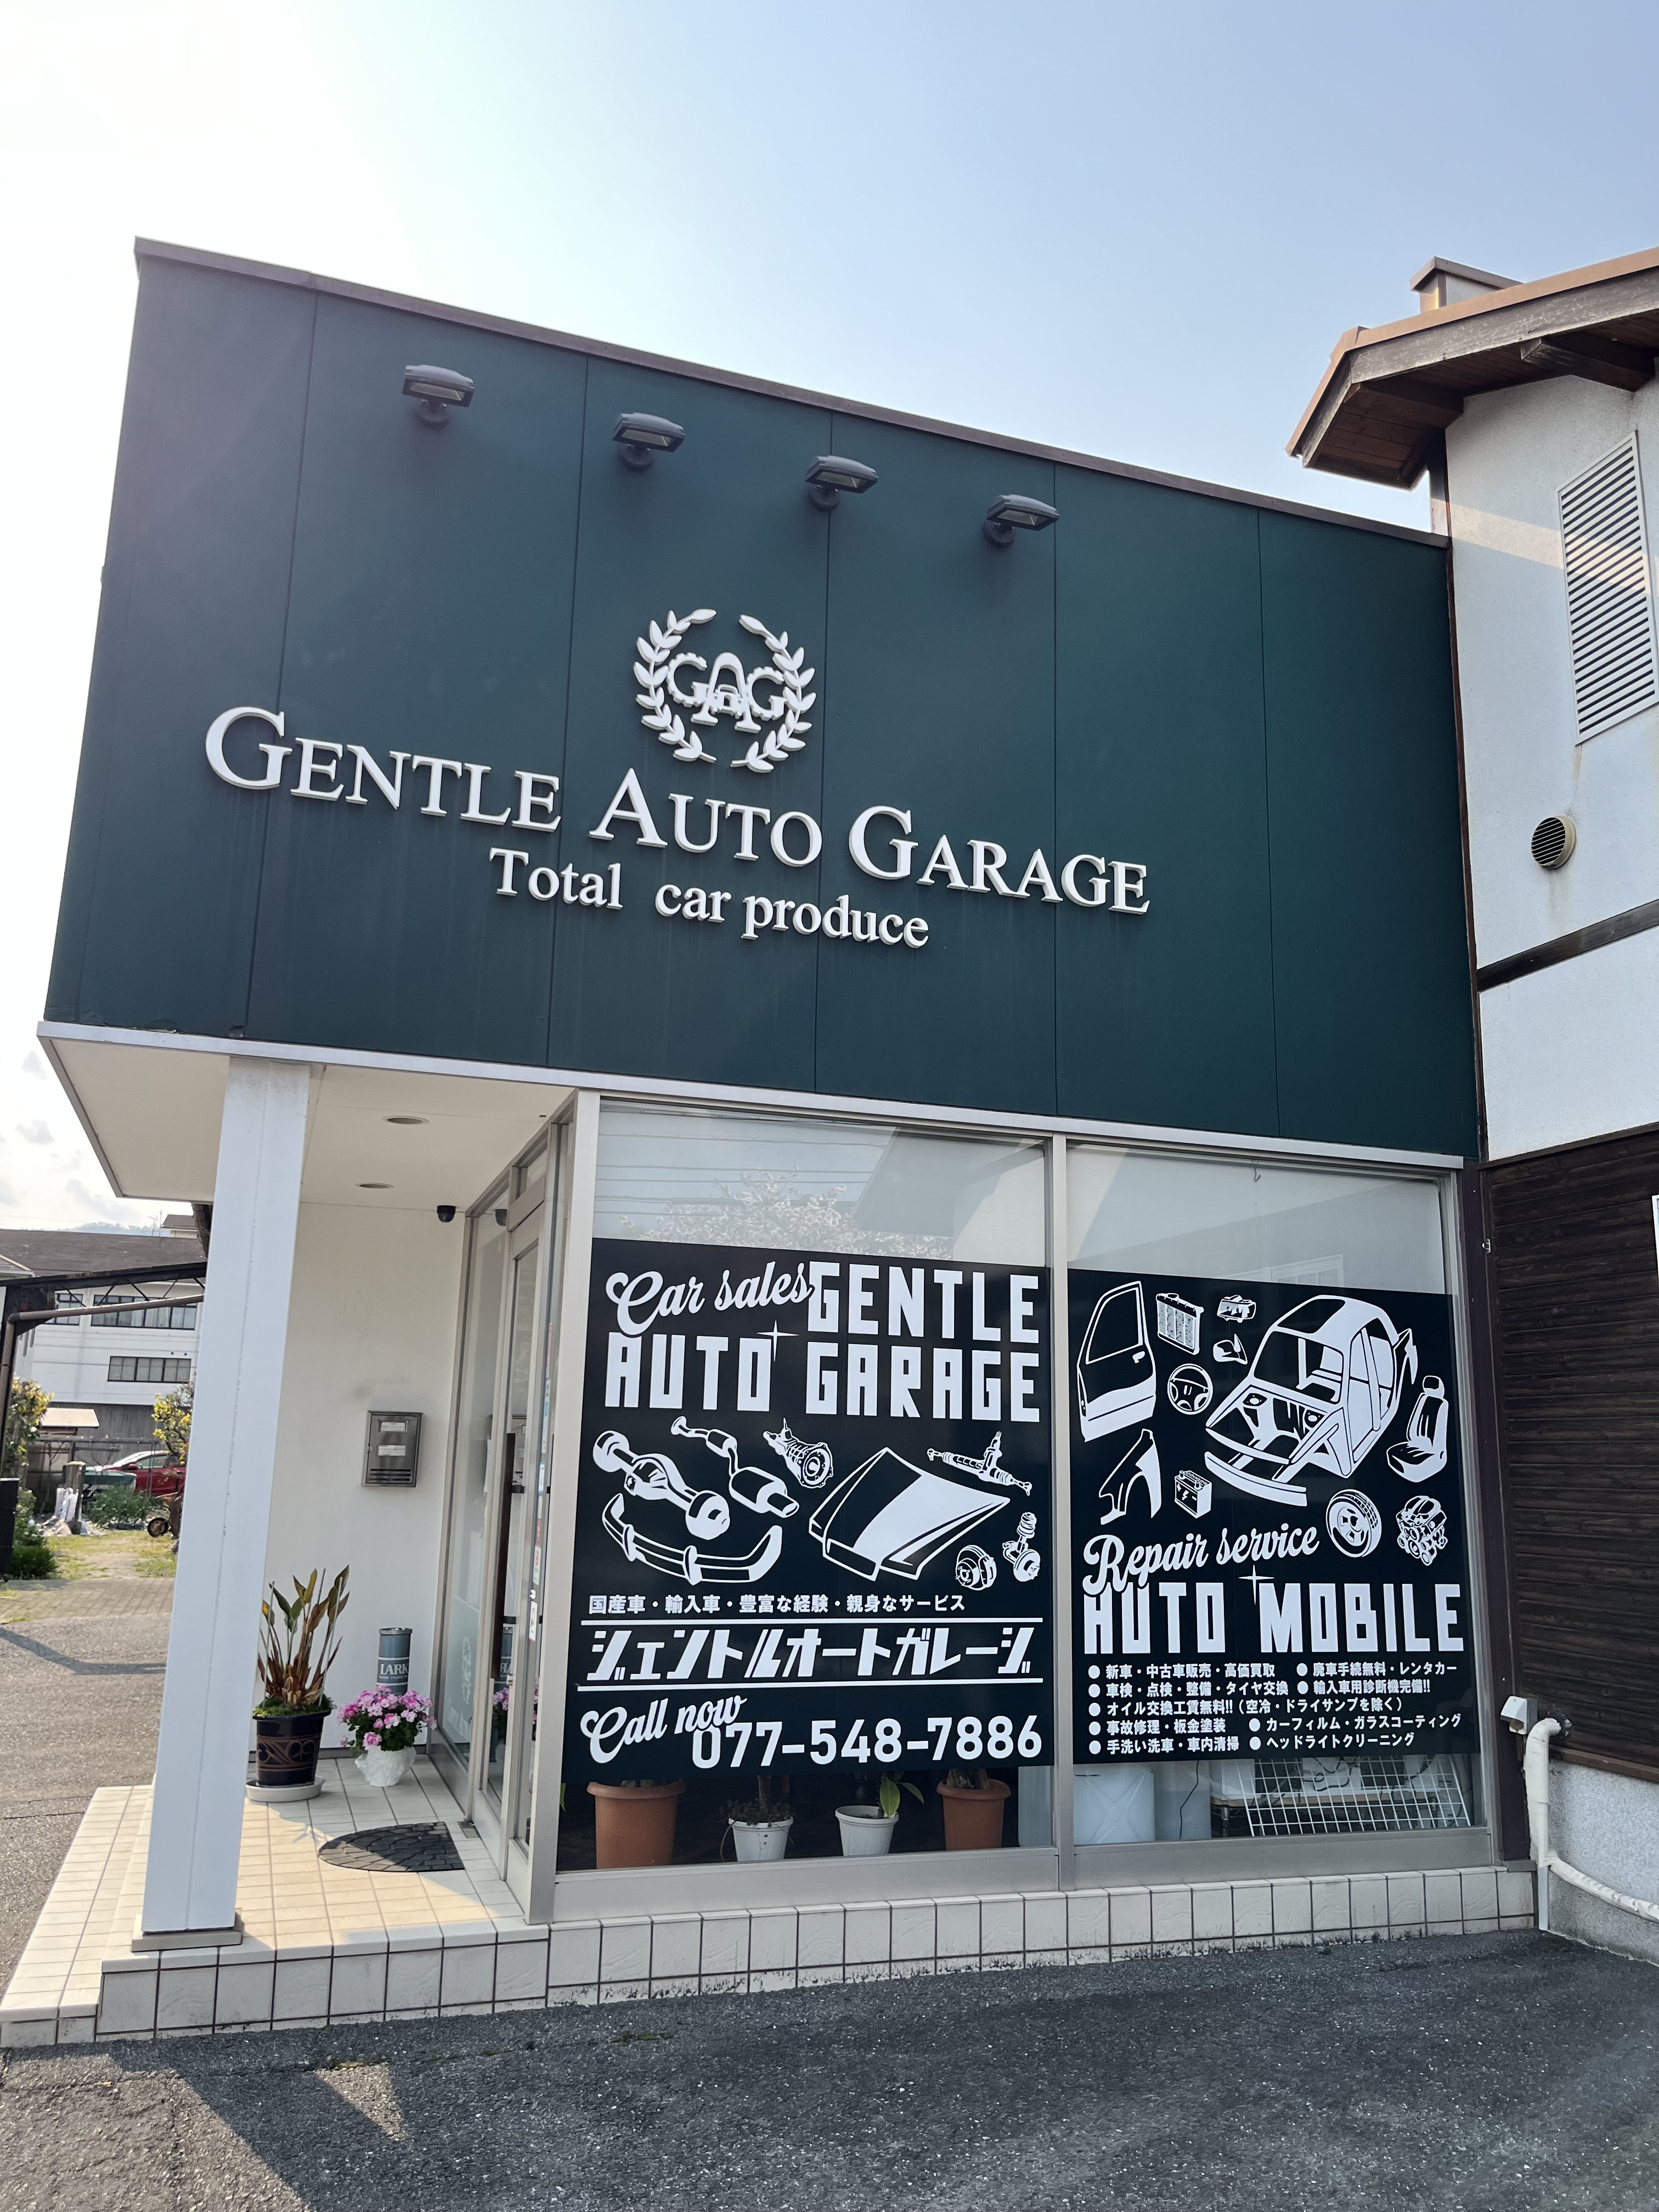 GAG
GENTLE AUTO GARAGE
Total car produce
Car sales GENTLE
AUTO GARAGE
国産車・輸入車・豊富な経験・親身なサービス
ジェントルオートガレージ
Call now
077-548-7886
Repair service
AUTO MOBILE
● 新車・中古車販売・高価買取 ● 廃車手続無料・レンタカー
● 車検・点検・整備・タイヤ交換 ● 輸入車用診断機完備!!
● オイル交換工賃無料!!(空冷・ドライサンプを除く)
● 事故修理・板金塗装 ● カーフィルム・ガラスコーティング
● 手洗い洗車・車内清掃 ● ヘッドライトクリーニング
LARK